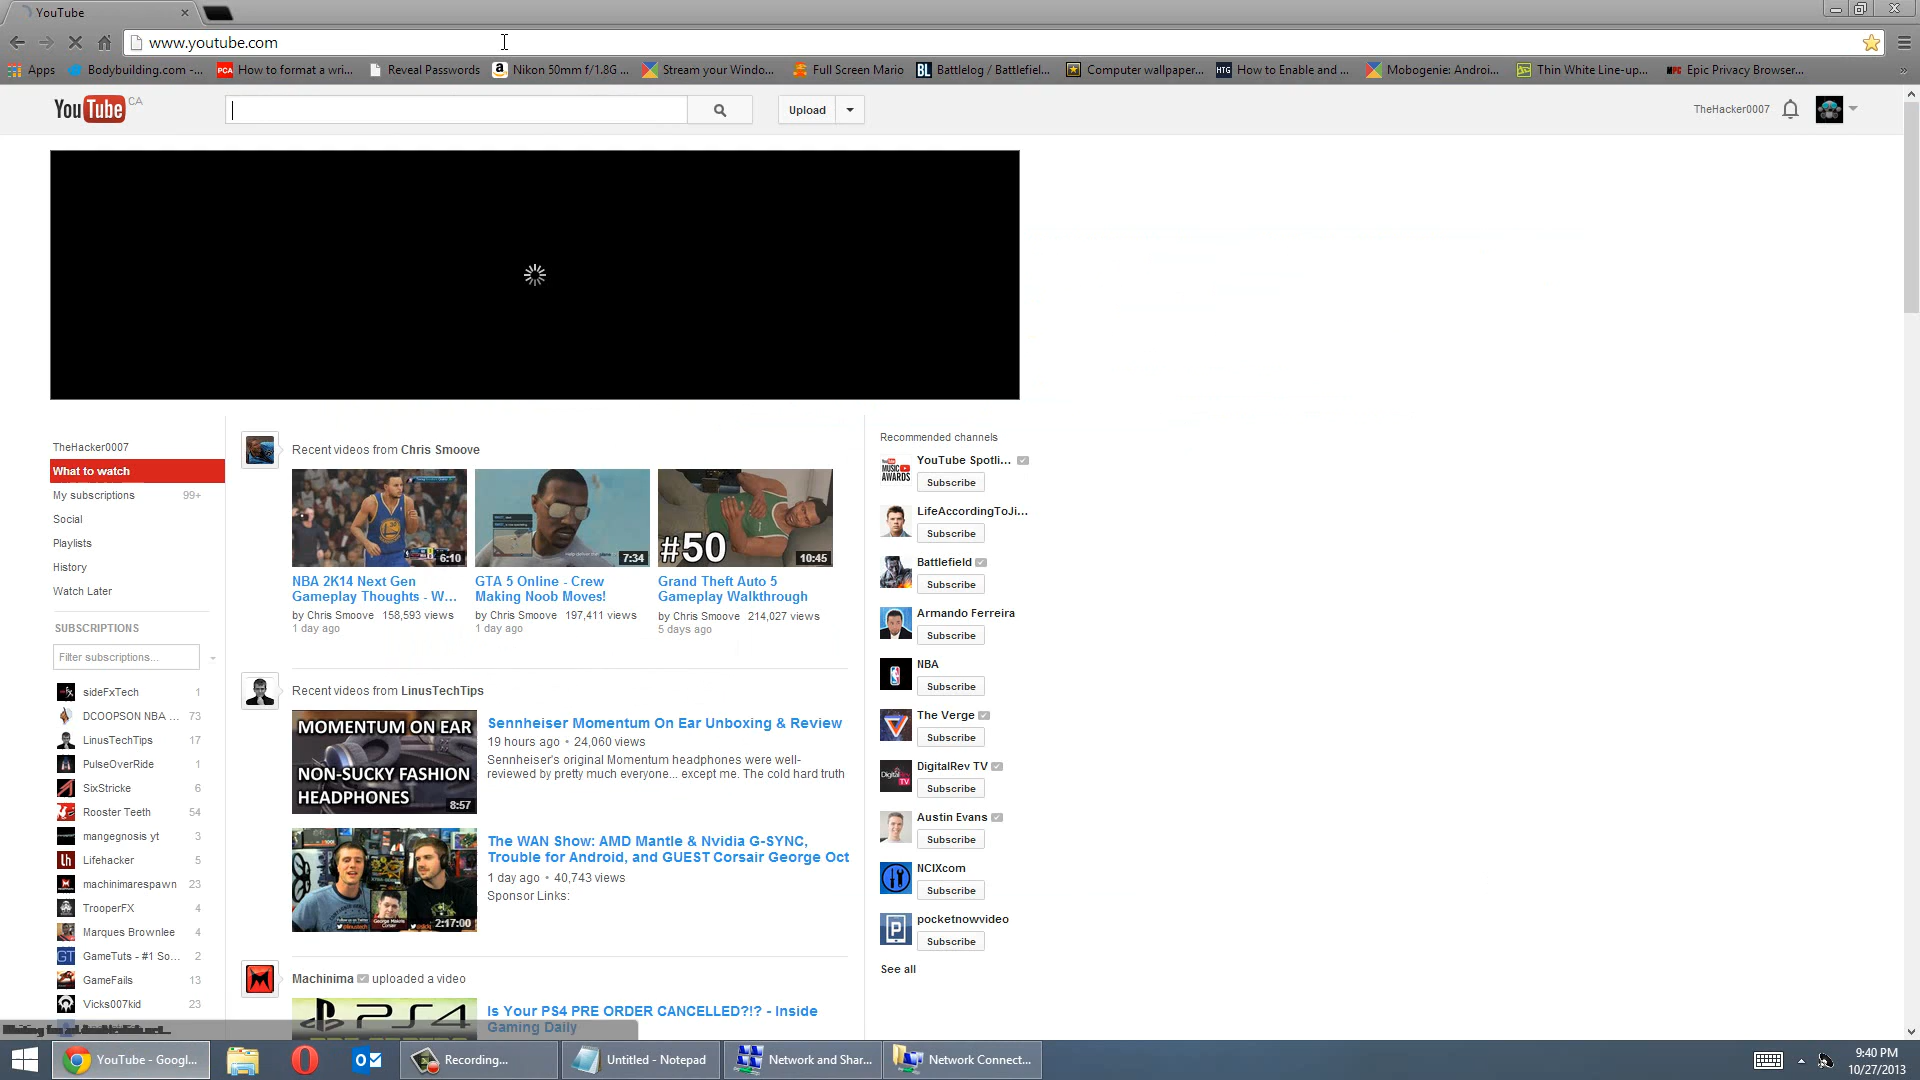 YouTube
www.youtube.com
Apps
Bodybuilding.com -...
PCA
How to format a wri...
Reveal Passwords
Nikon 50mm f/1.8G ...
Stream your Windo...
Full Screen Mario
BL
Battlelog / Battlefiel...
Computer wallpaper...
HTG
How to Enable and ...
Mobogenie: Androi...
Thin White Line-up...
Epic Privacy Browser...
»
YouTube CA
Upload
TheHacker0007
TheHacker0007
What to watch
My subscriptions 99+
Social
Playlists
History
Watch Later
SUBSCRIPTIONS
Filter subscriptions...
sideFxTech 1
DCOOPSON NBA ... 73
LinusTechTips 17
PulseOverRide 1
SixStricke 6
Rooster Teeth 54
mangegnosis yt 3
lh Lifehacker 5
machinimarespawn 23
TrooperFX 4
Marques Brownlee 4
GT GameTuts - #1 So... 2
GameFails 13
Vicks007kid 23
Recent videos from Chris Smoove
6:10
NBA 2K14 Next Gen
Gameplay Thoughts - W...
by Chris Smoove 158,593 views
1 day ago
7:34
GTA 5 Online - Crew
Making Noob Moves!
by Chris Smoove 197,411 views
1 day ago
#50
10:45
Grand Theft Auto 5
Gameplay Walkthrough
by Chris Smoove 214,027 views
5 days ago
Recent videos from LinusTechTips
MOMENTUM ON EAR
NON-SUCKY FASHION
HEADPHONES
8:57
Sennheiser Momentum On Ear Unboxing & Review
19 hours ago • 24,060 views
Sennheiser's original Momentum headphones were well-
reviewed by pretty much everyone... except me. The cold hard truth
2:17:00
The WAN Show: AMD Mantle & Nvidia G-SYNC,
Trouble for Android, and GUEST Corsair George Oct
1 day ago • 40,743 views
Sponsor Links:
Machinima uploaded a video
PS4
Is Your PS4 PRE ORDER CANCELLED?!? - Inside
Gaming Daily
Recommended channels
MUSIC
AWARDS
YouTube Spotli...
Subscribe
LifeAccordingToJi...
Subscribe
Battlefield
Subscribe
Armando Ferreira
Subscribe
NBA
Subscribe
The Verge
Subscribe
DigitalRev TV
Subscribe
Austin Evans
Subscribe
NCIXcom
Subscribe
pocketnowvideo
Subscribe
See all
YouTube - Googl...
Recording...
Untitled - Notepad
Network and Shar...
Network Connect...
9:40 PM
10/27/2013